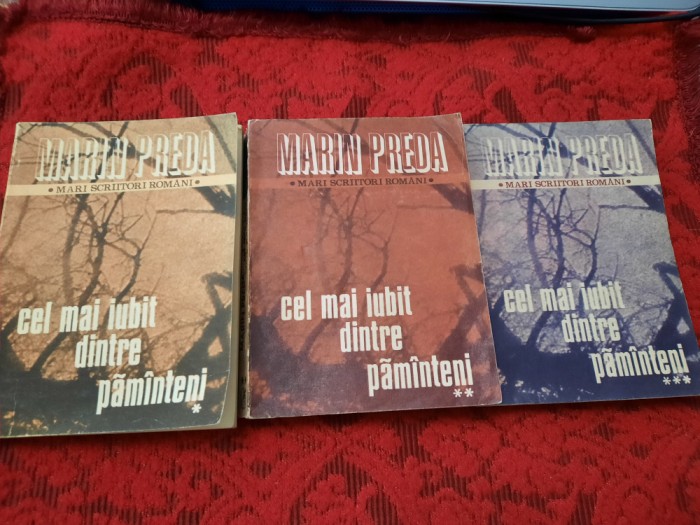 MARIN PREDA
• MARI SCRIITORI ROMÂNI •
cel mai iubit
dintre
pămînteni
*
MARIN PREDA
• MARI SCRIITORI ROMÂNI •
cel mai iubit
dintre
pămînteni
**
MARIN PREDA
• MARI SCRIITORI ROMÂNI •
cel mai iubit
dintre
pămînteni
***